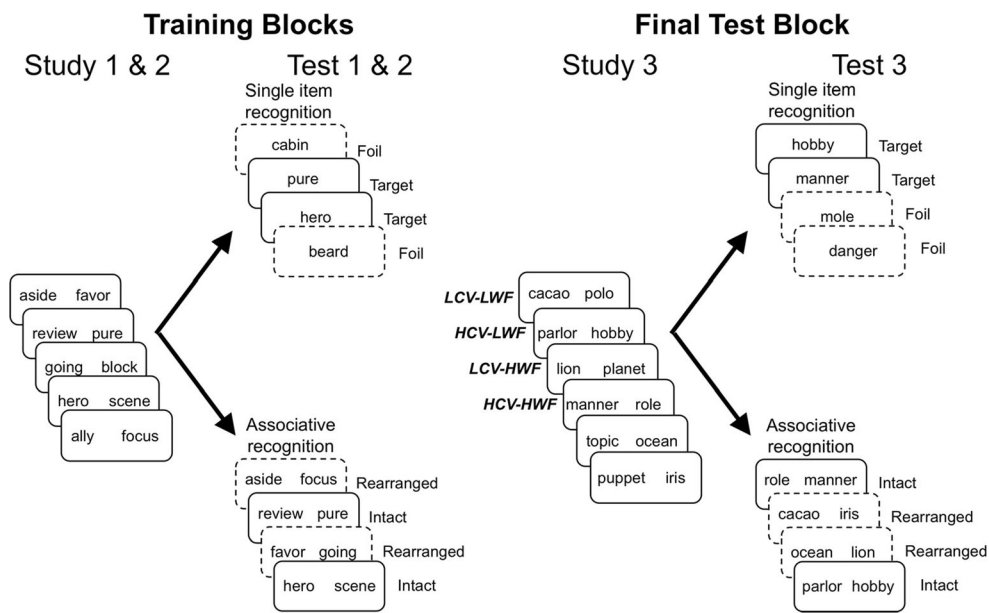 Training Blocks
Final Test Block
Study 1 & 2
Test 1 & 2
Study 3
Test 3
Single item
recognition
cabin
Foil
pure
Target
hero
Target
beard
Foil
aside favor
review pure
going block
hero scene
ally focus
Associative
recognition
aside focus
Rearranged
review pure
Intact
favor going
Rearranged
hero scene
Intact
Single item
recognition
hobby
Target
manner
Target
mole
Foil
danger
Foil
LCV-LWF
cacao polo
HCV-LWF
parlor hobby
LCV-HWF
lion planet
HCV-HWF
manner role
topic ocean
puppet iris
Associative
recognition
role manner
Intact
cacao iris
Rearranged
ocean lion
Rearranged
parlor hobby
Intact